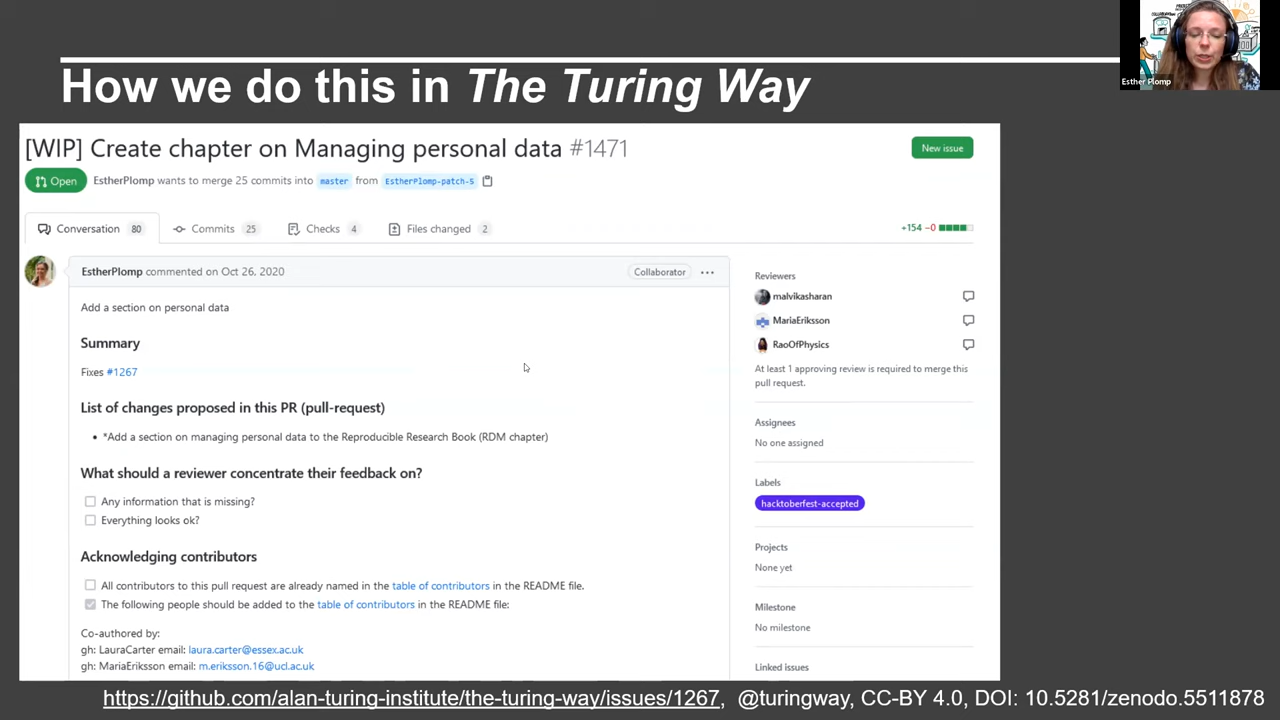 How we do this in The Turing Way
Esther Plomp
[WIP] Create chapter on Managing personal data #1471
New issue
Open
EstherPlomp wants to merge 25 commits into master from EstherPlomp-patch-5
Conversation 80
Commits 25
Checks 4
Files changed 2
+154 −0
EstherPlomp commented on Oct 26, 2020
Collaborator
Add a section on personal data
Summary
Fixes #1267
List of changes proposed in this PR (pull-request)
• *Add a section on managing personal data to the Reproducible Research Book (RDM chapter)
What should a reviewer concentrate their feedback on?
Any information that is missing?
Everything looks ok?
Acknowledging contributors
All contributors to this pull request are already named in the table of contributors in the README file.
The following people should be added to the table of contributors in the README file:
Co-authored by:
gh: LauraCarter email: laura.carter@essex.ac.uk
gh: MariaEriksson email: m.eriksson.16@ucl.ac.uk
Reviewers
malvikasharan
MariaEriksson
RaoOfPhysics
At least 1 approving review is required to merge this
pull request.
Assignees
No one assigned
Labels
hacktoberfest-accepted
Projects
None yet
Milestone
No milestone
Linked issues
https://github.com/alan-turing-institute/the-turing-way/issues/1267, @turingway, CC-BY 4.0, DOI: 10.5281/zenodo.5511878